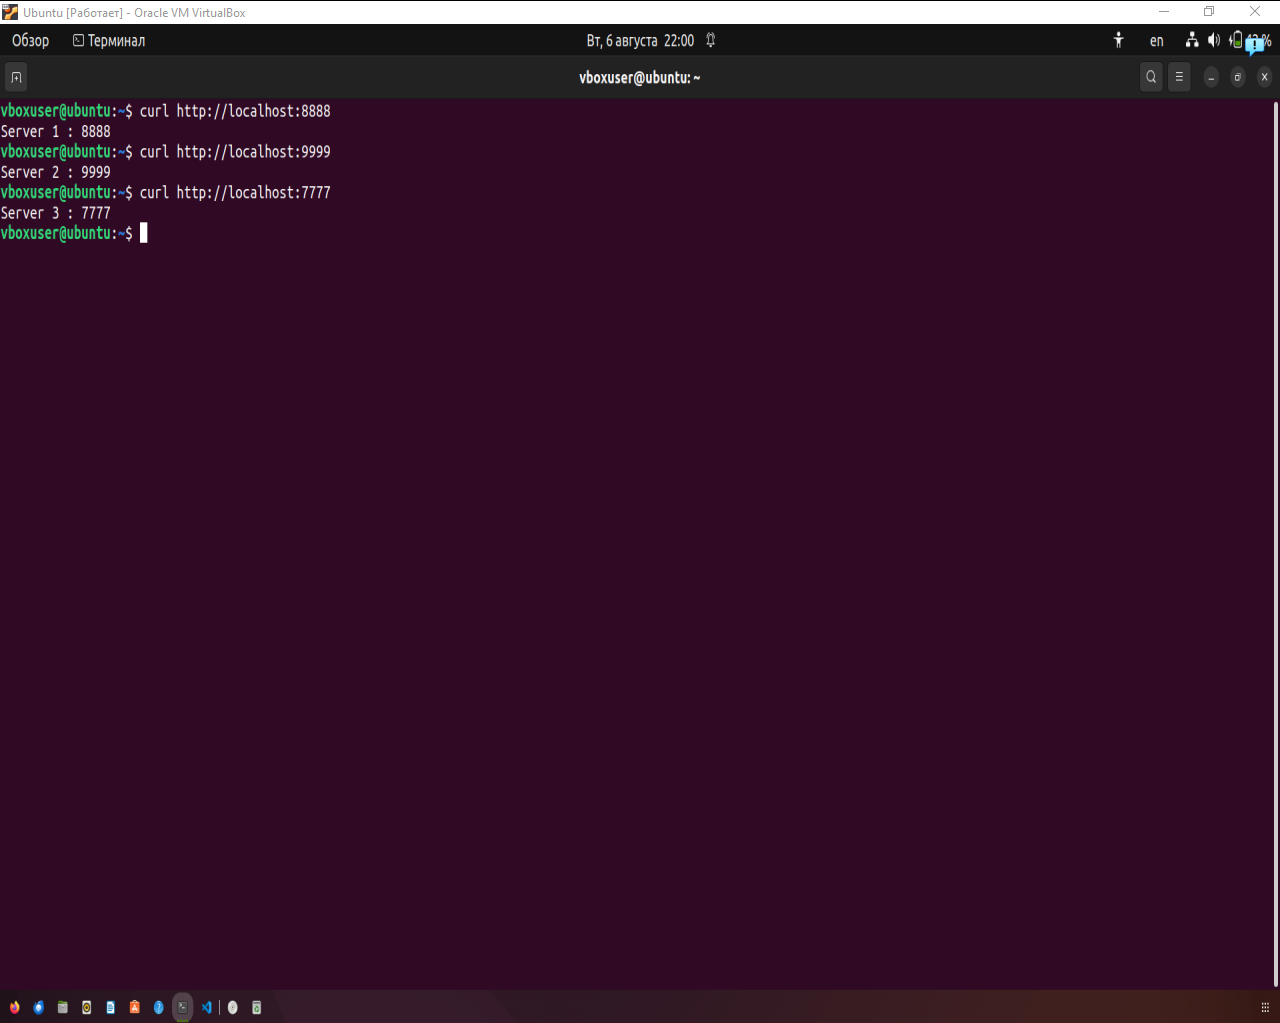 Ubuntu [Работает] - Oracle VM VirtualBox
Обзор Терминал Вт, 6 августа 22:00 en
vboxuser@ubuntu: ~
vboxuser@ubuntu:~$ curl http://localhost:8888
Server 1 : 8888
vboxuser@ubuntu:~$ curl http://localhost:9999
Server 2 : 9999
vboxuser@ubuntu:~$ curl http://localhost:7777
Server 3 : 7777
vboxuser@ubuntu:~$